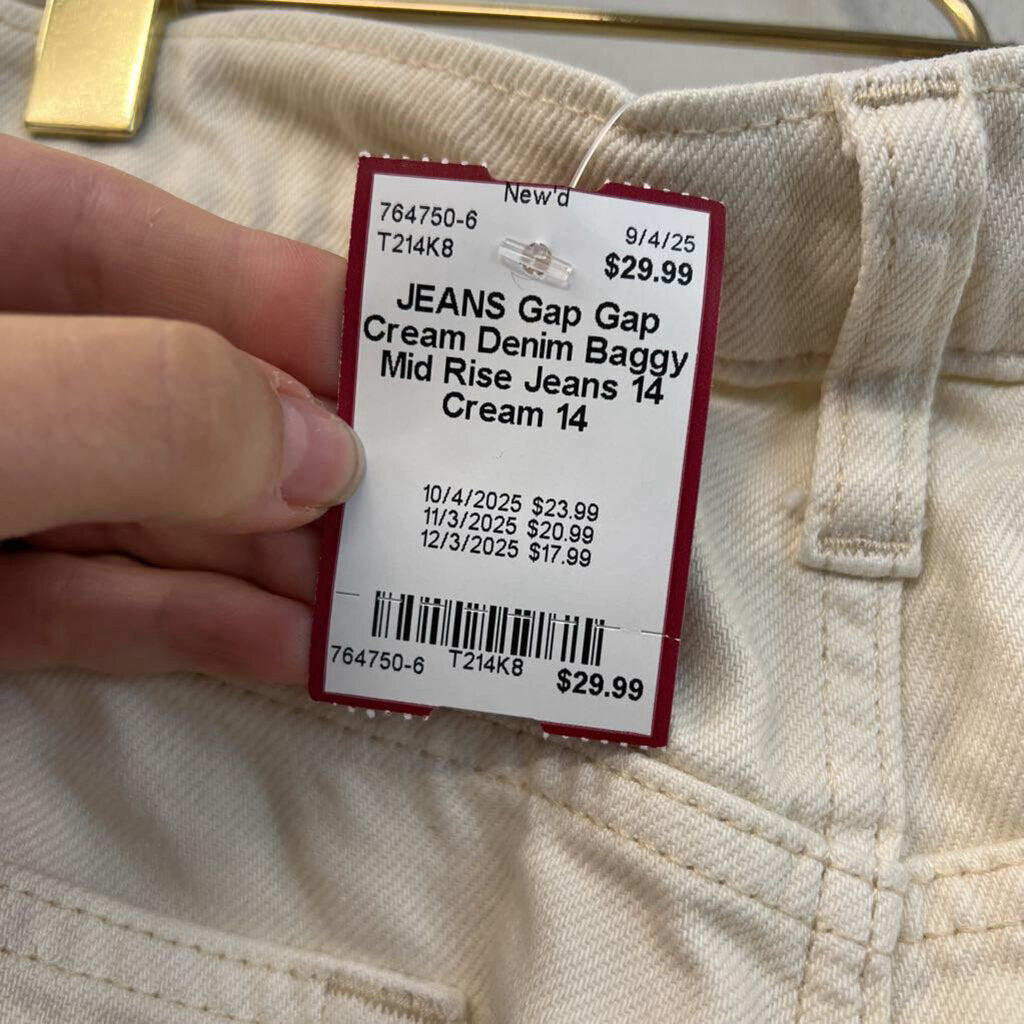 New'd
764750-6
T214K8
9/4/25
$29.99
JEANS Gap Gap
Cream Denim Baggy
Mid Rise Jeans 14
Cream 14
10/4/2025 $23.99
11/3/2025 $20.99
12/3/2025 $17.99
764750-6 T214K8 $29.99